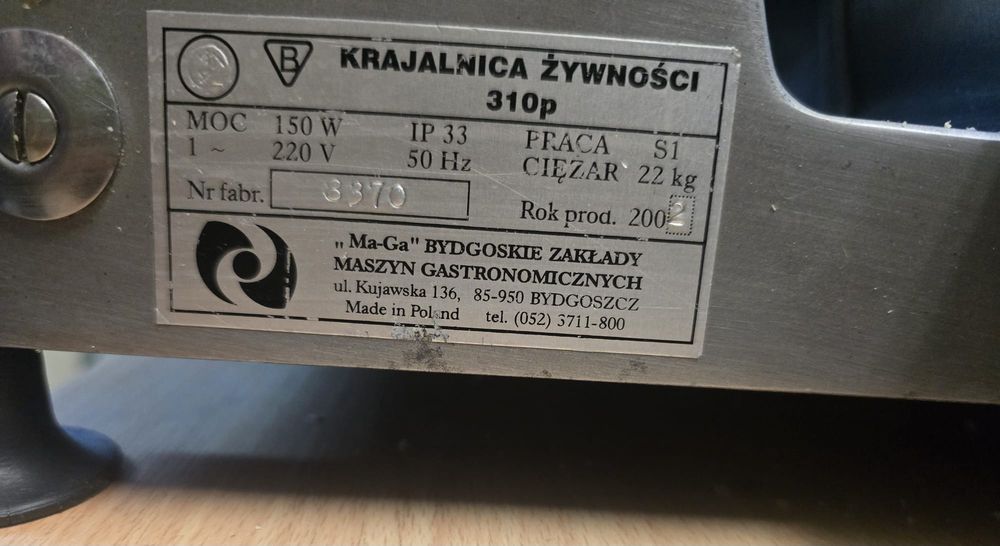 B KRAJALNICA ŻYWNOŚCI
310p
MOC 150 W IP 33 PRACA S1
1 ~ 220 V 50 Hz CIĘŻAR 22 kg
Nr fabr. 3370 Rok prod. 2002
„Ma-Ga" BYDGOSKIE ZAKŁADY
MASZYN GASTRONOMICZNYCH
ul. Kujawska 136, 85-950 BYDGOSZCZ
Made in Poland tel. (052) 3711-800